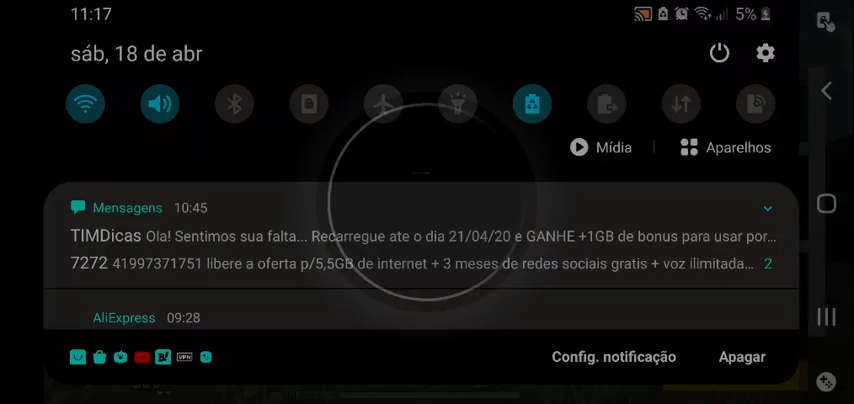 11:17
5%
sáb, 18 de abr
Mídia
Aparelhos
Mensagens 10:45
TIMDicas Ola! Sentimos sua falta... Recarregue ate o dia 21/04/20 e GANHE +1GB de bonus para usar por...
7272 41997371751 libere a oferta p/5,5GB de internet + 3 meses de redes sociais gratis + voz ilimitada... 2
AliExpress 09:28
VPN
Config. notificação
Apagar